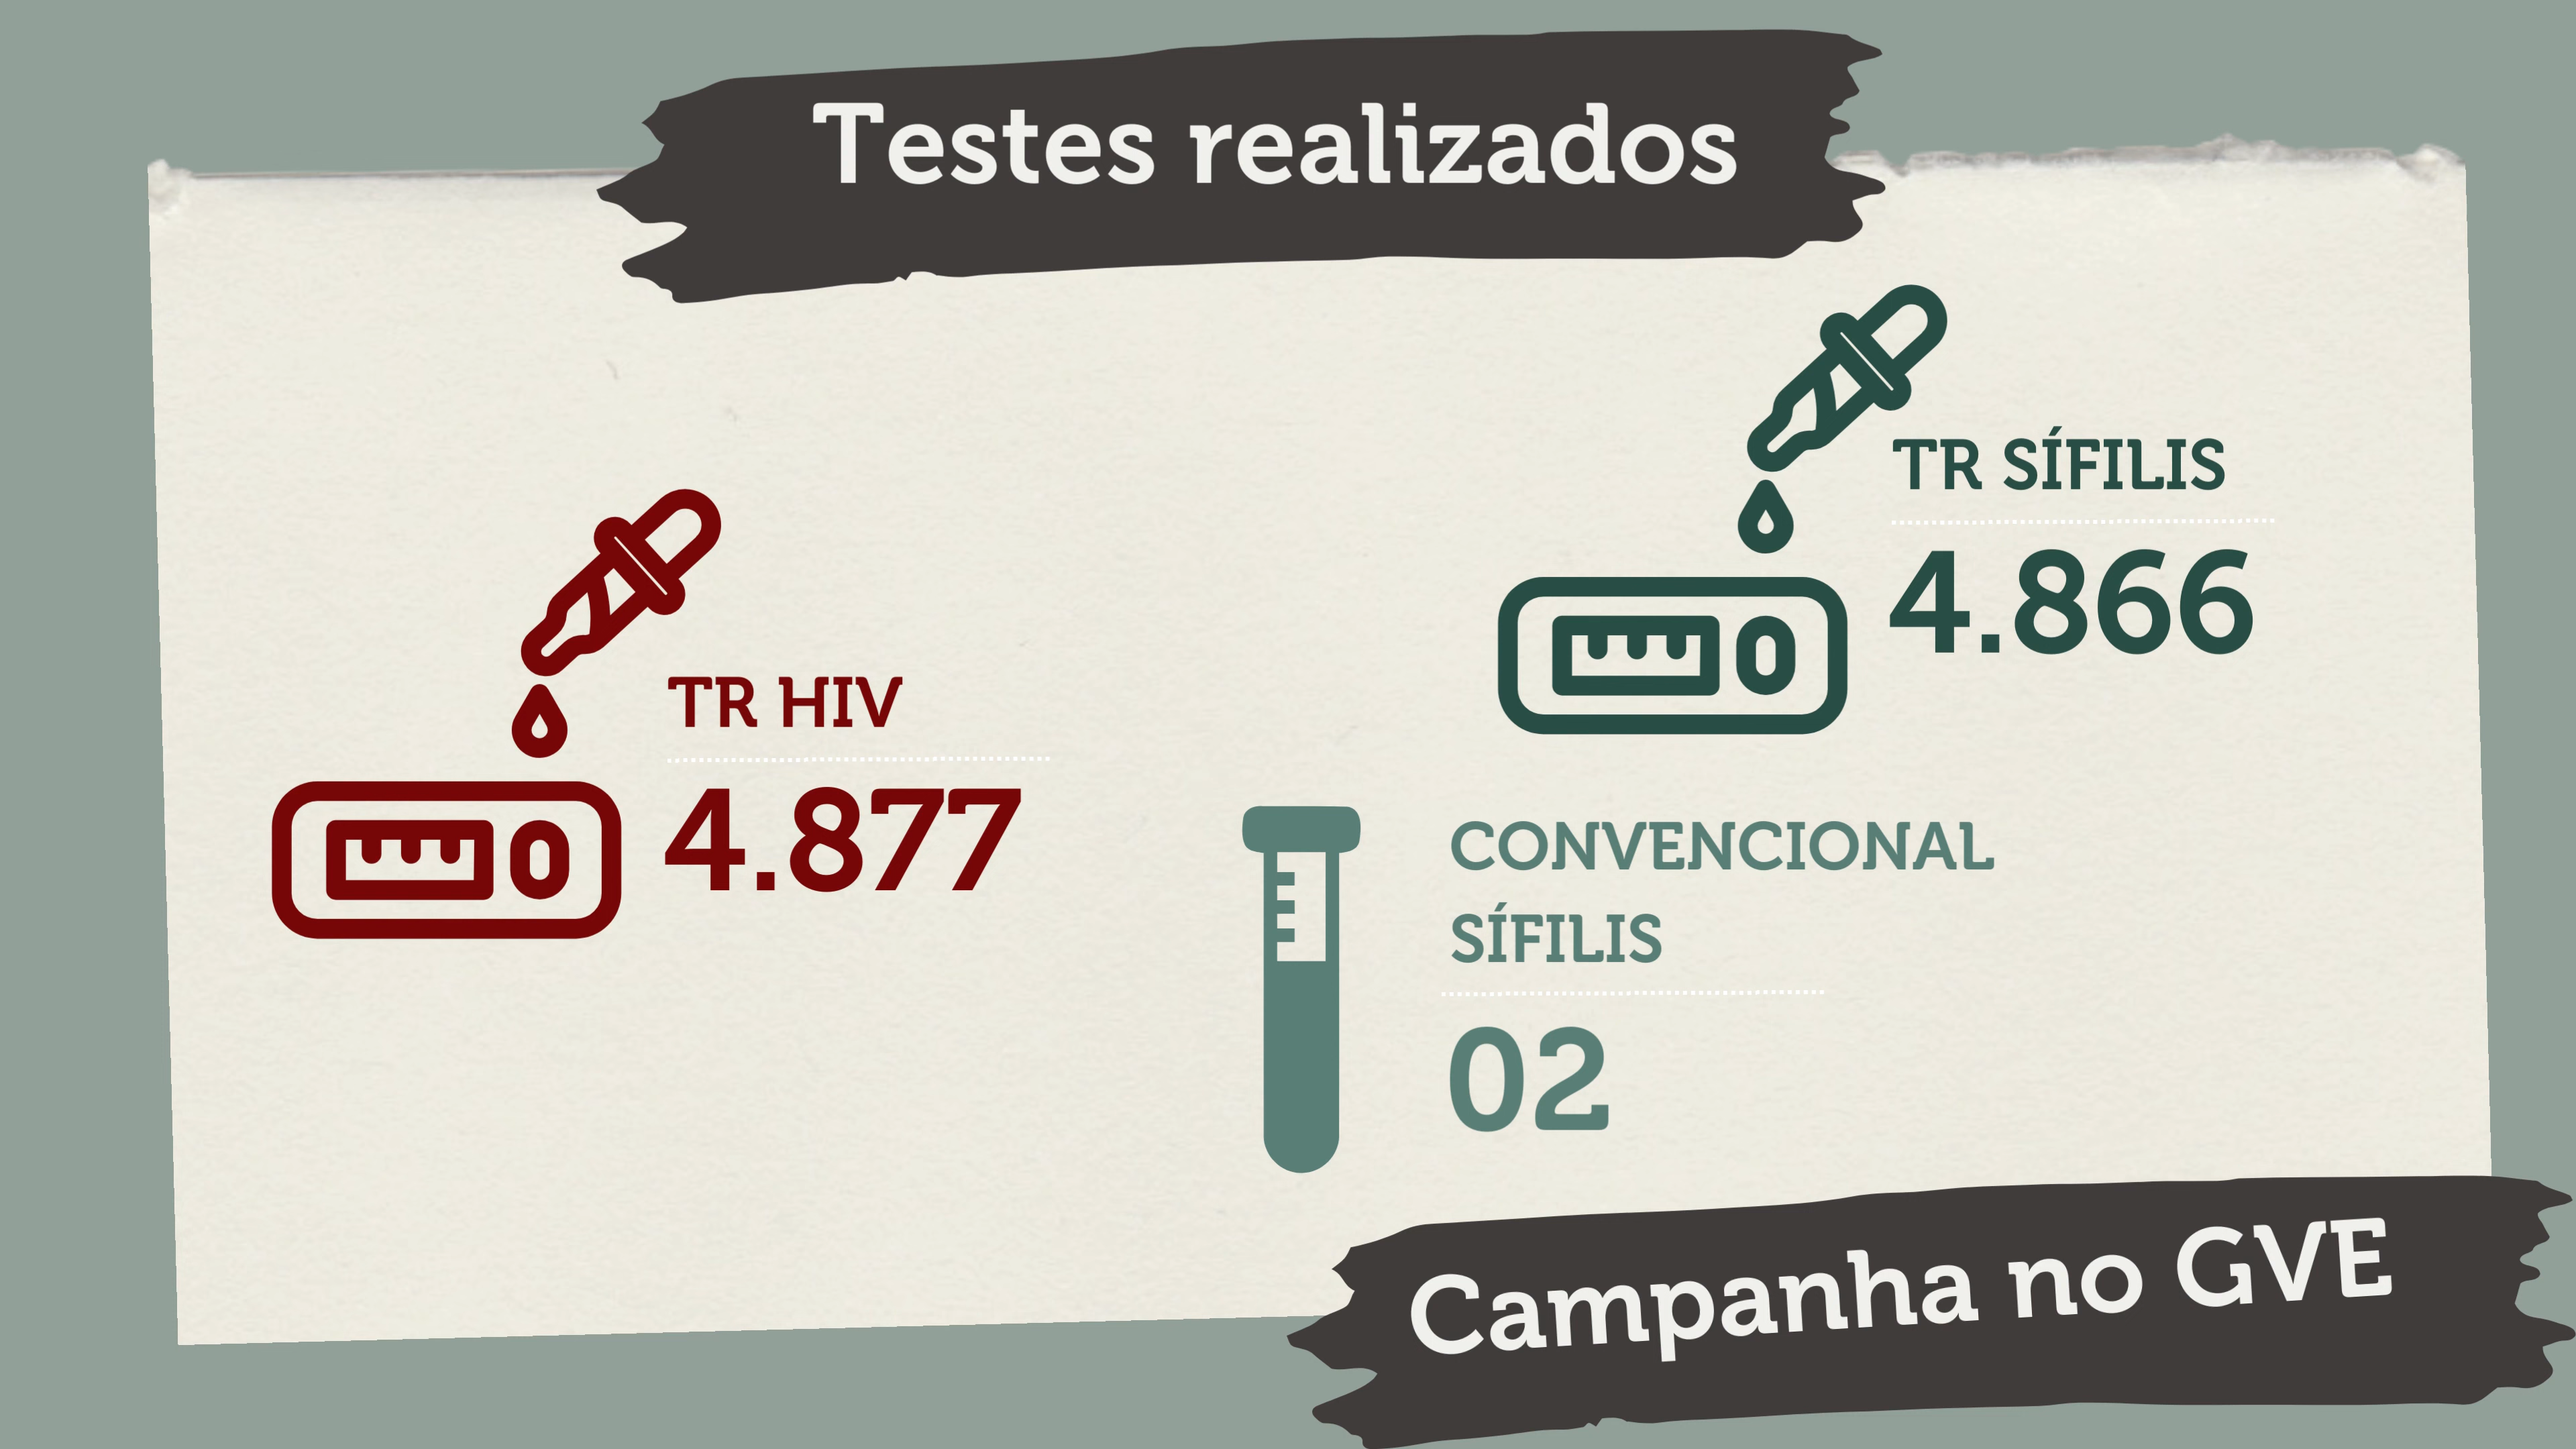 Testes realizados
TR HIV
4.877
TR SÍFILIS
4.866
CONVENCIONAL
SÍFILIS
02
Campanha no GVE